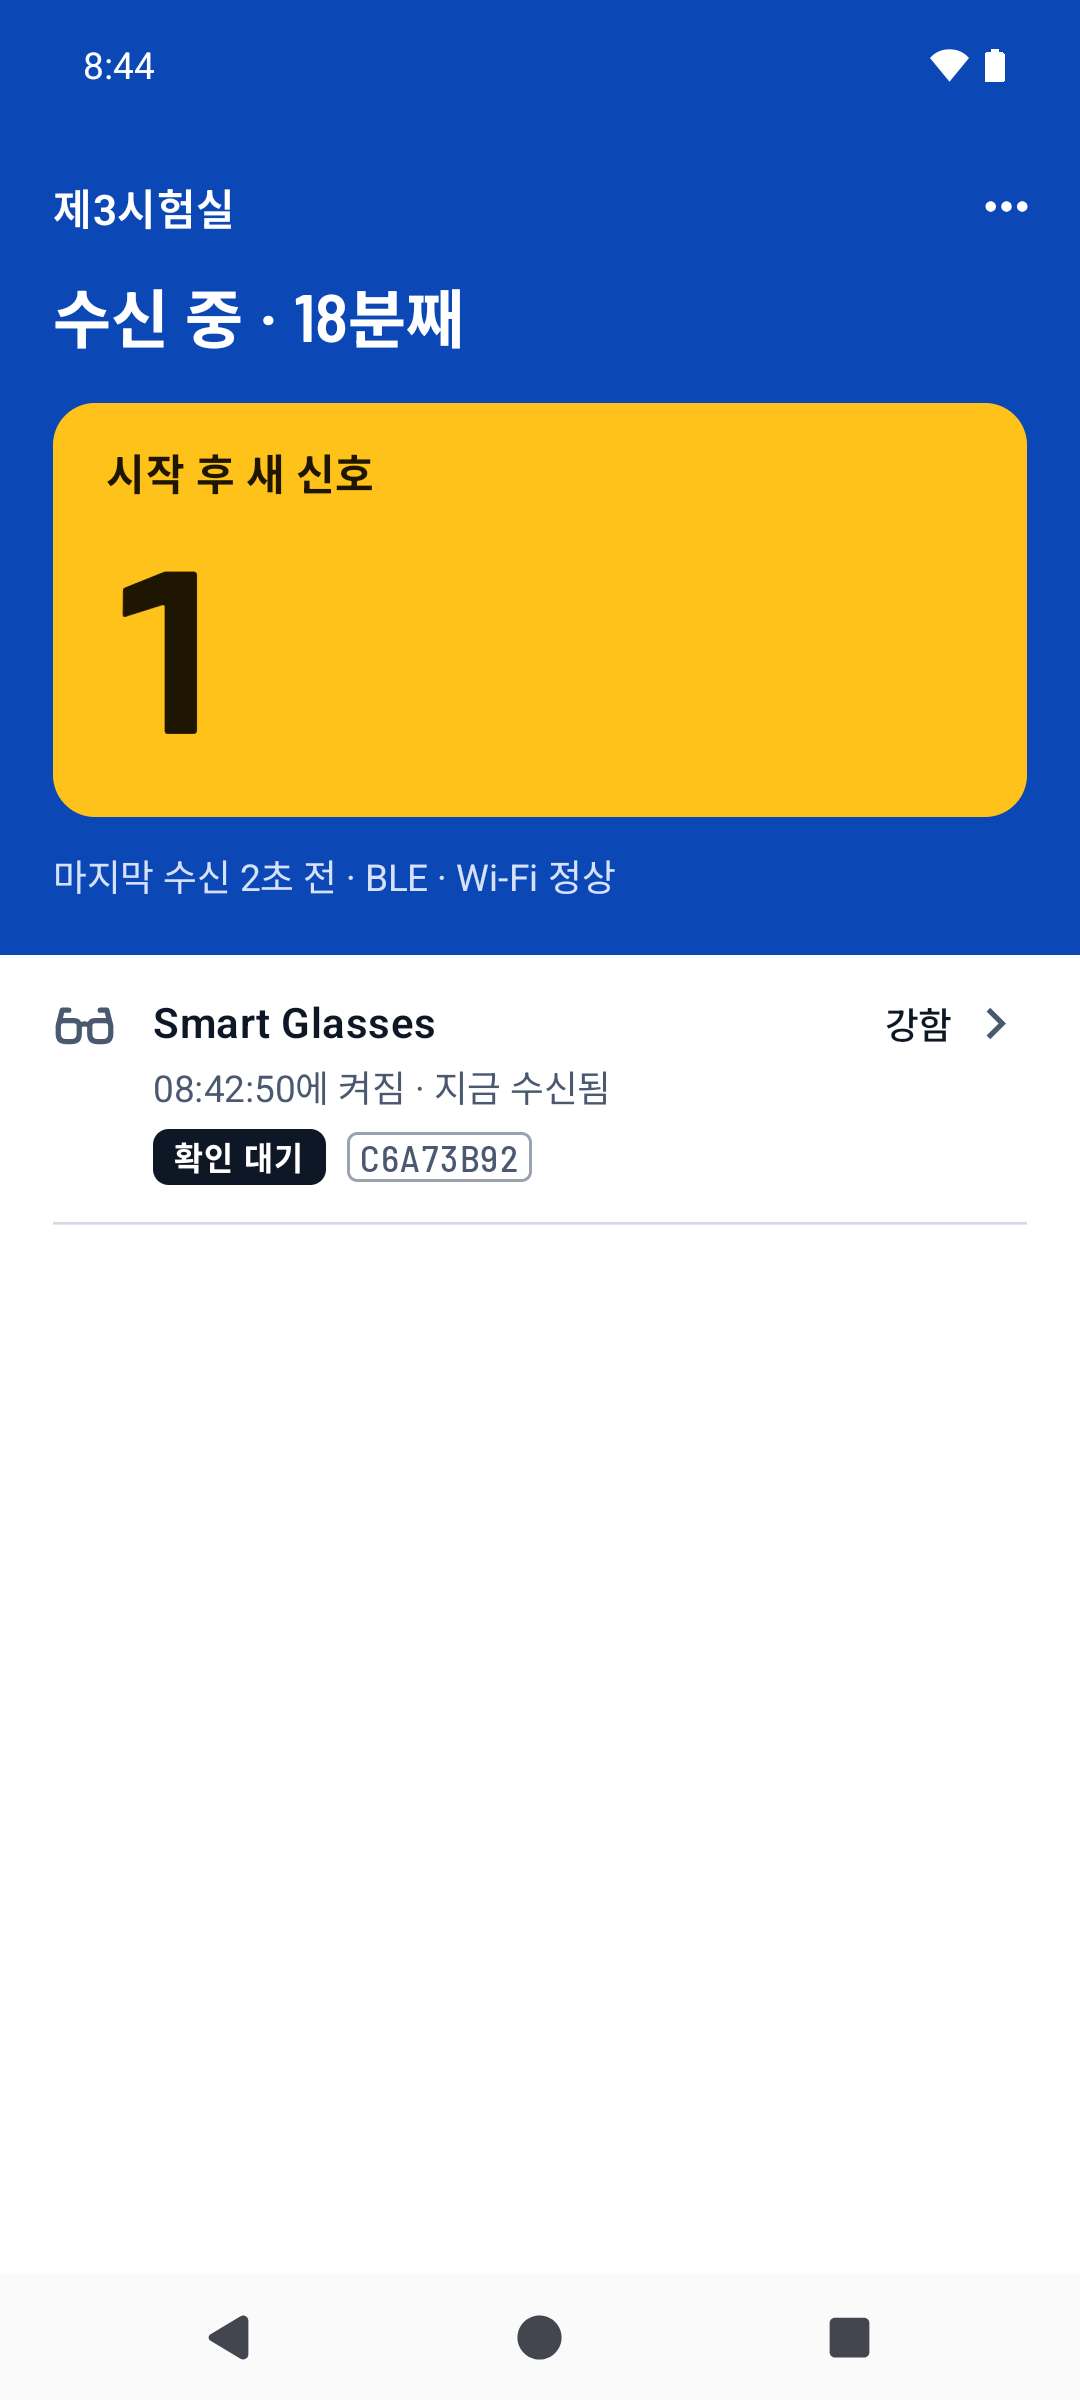 8:44
제3시험실
수신 중 · 18분째
시작 후 새 신호
1
마지막 수신 2초 전 · BLE · Wi-Fi 정상
Smart Glasses
강함
08:42:50에 켜짐 · 지금 수신됨
확인 대기
C6A73B92